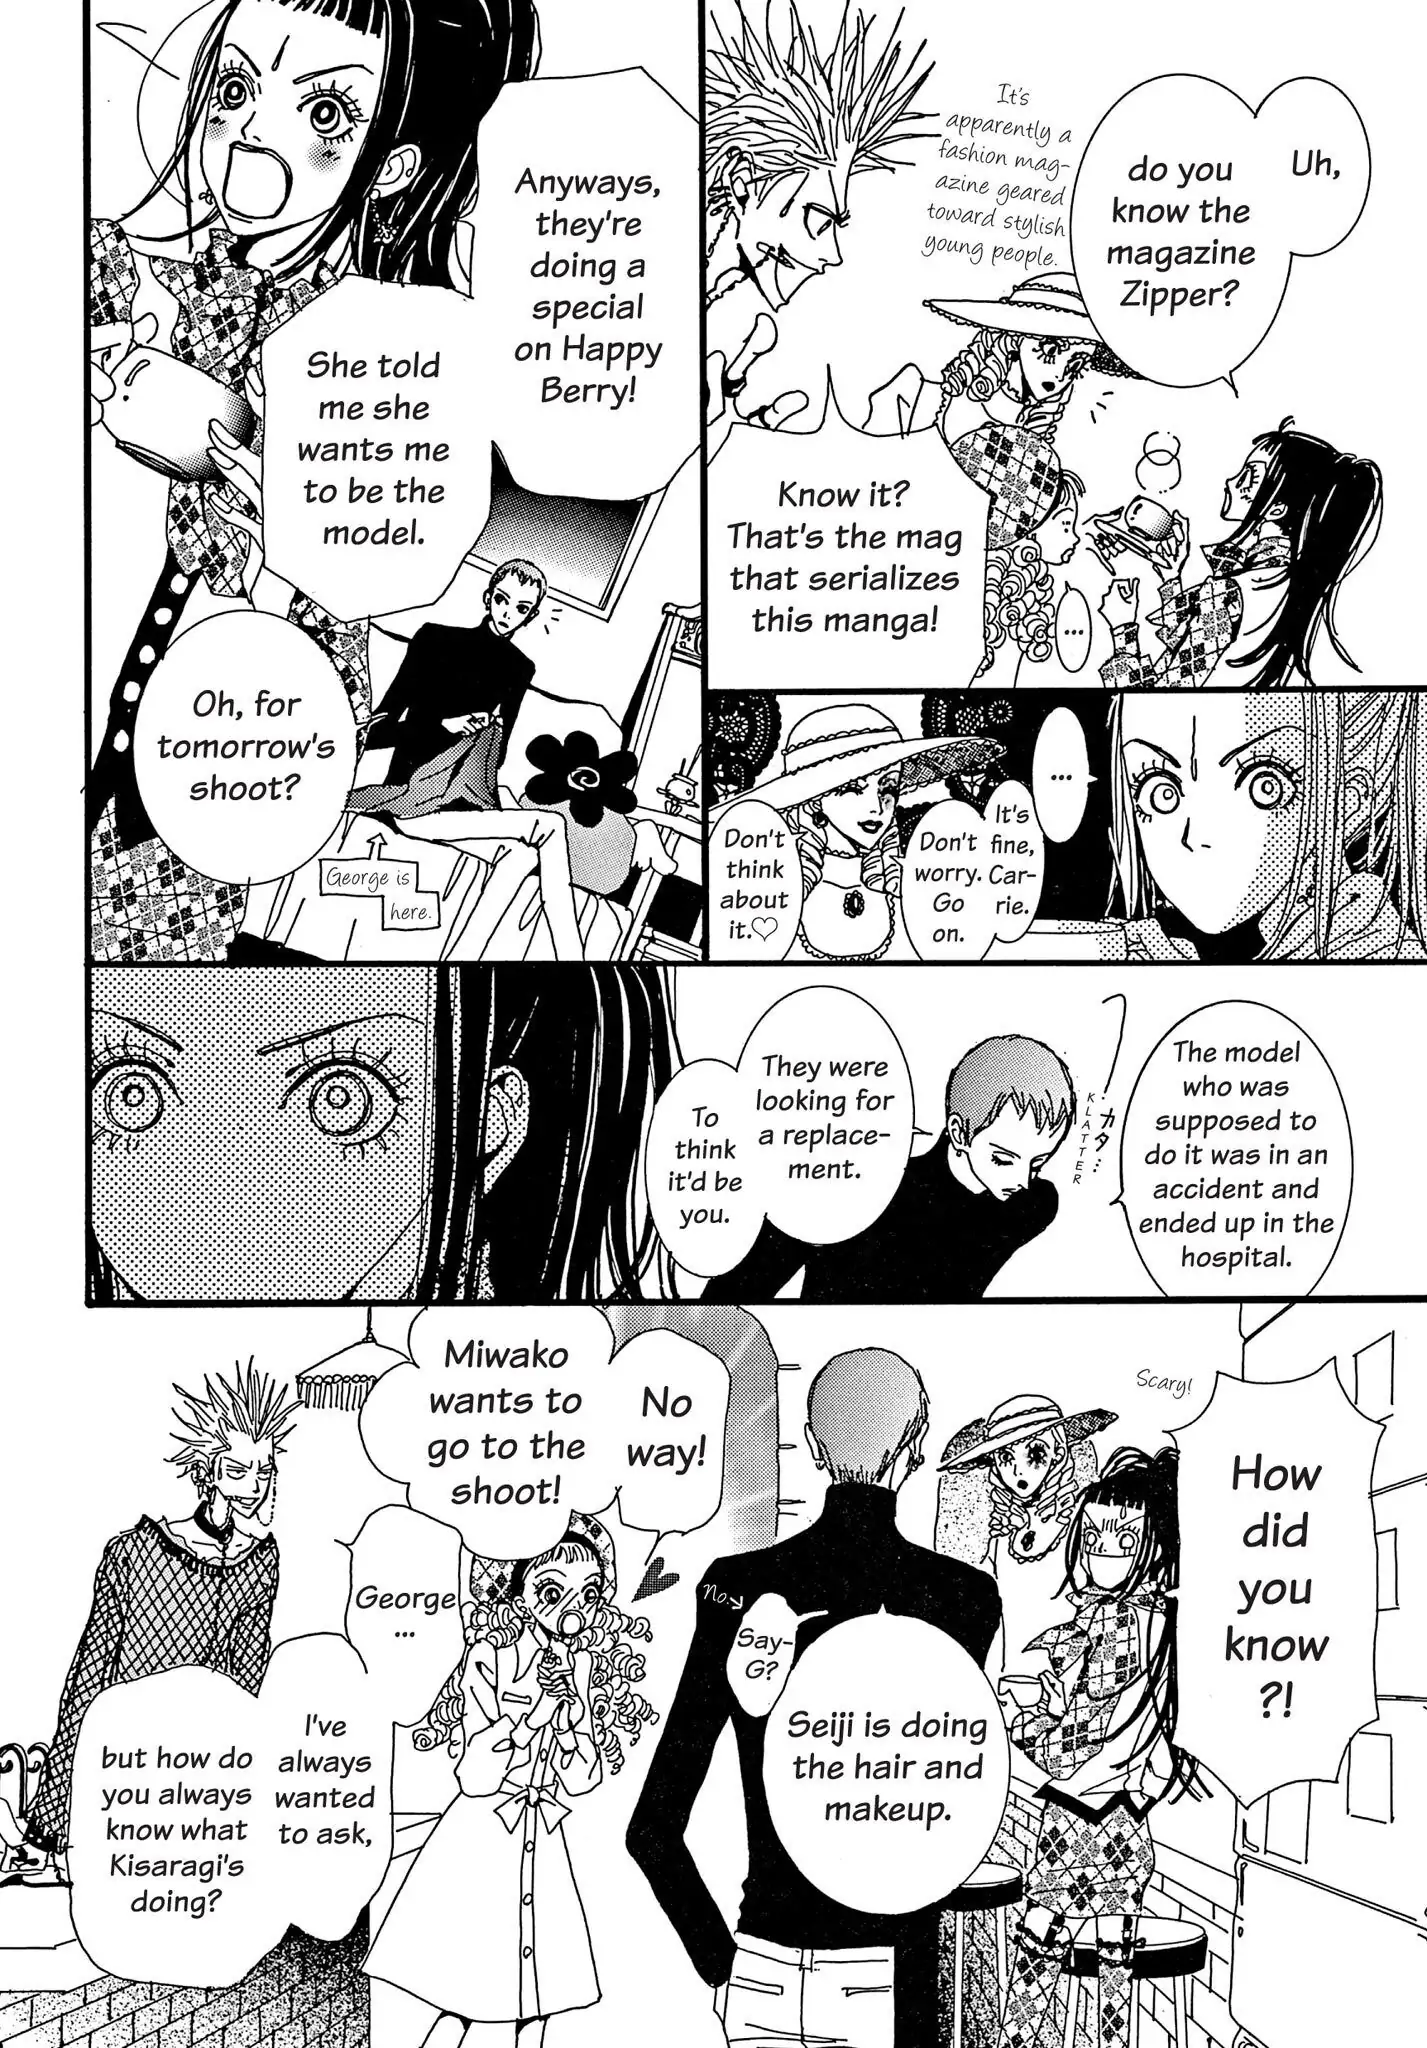 Uh,
do you
know the
magazine
Zipper?
It's
apparently a
fashion mag-
azine geared
toward stylish
young people.
Know it?
That's the mag
that serializes
this manga!
...
Anyways,
they're
doing a
special
on Happy
Berry!
She told
me she
wants me
to be the
model.
Oh, for
tomorrow's
shoot?
George is
here.
...
It's
fine,
Car-
rie.
Don't
worry.
Go
on.
Don't
think
about
it.♡
The model
who was
supposed to
do it was in an
accident and
ended up in the
hospital.
カタ...
KLATTER
They were
looking for
a replace-
ment.
To
think
it'd be
you.
How
did
you
know
?!
Scary!
Seiji is doing
the hair and
makeup.
Say-
G?
No.
No
way!
Miwako
wants to
go to the
shoot!
George
...
I've
always
wanted
to ask,
but how do
you always
know what
Kisaragi's
doing?